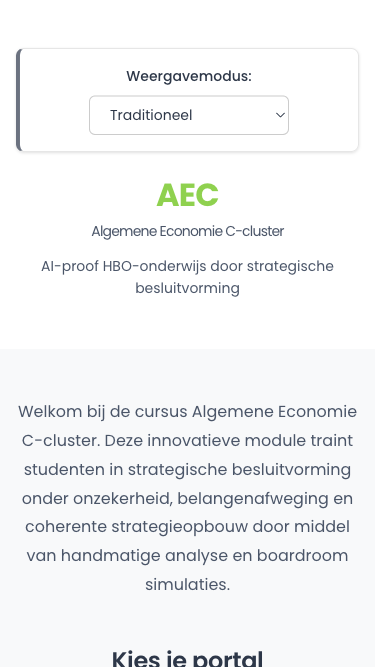 Weergavemodus:
Traditioneel
AEC
Algemene Economie C-cluster
AI-proof HBO-onderwijs door strategische
besluitvorming
Welkom bij de cursus Algemene Economie
C-cluster. Deze innovatieve module traint
studenten in strategische besluitvorming
onder onzekerheid, belangenafweging en
coherente strategieopbouw door middel
van handmatige analyse en boardroom
simulaties.
Kies je portal